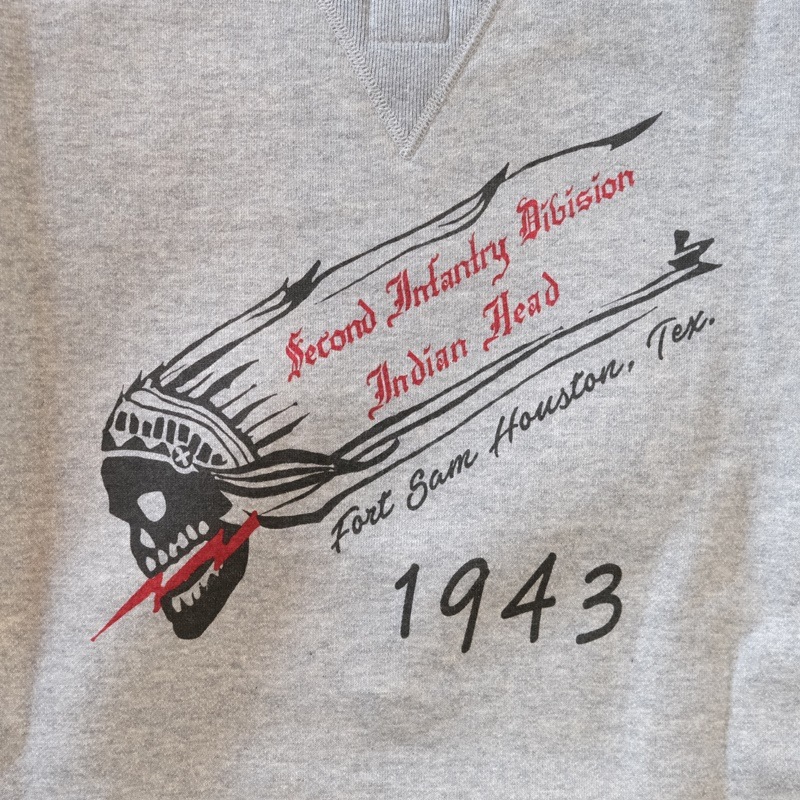 Second Infantry Division
Indian Head
Fort Sam Houston, Tex.
1943